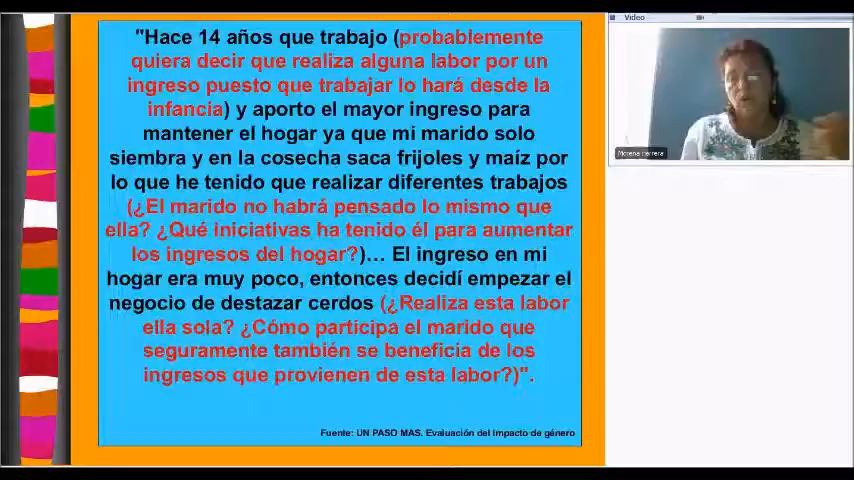 "Hace 14 años que trabajo (probablemente
quiera decir que realiza alguna labor por un
ingreso puesto que trabajar lo hará desde la
infancia) y aporto el mayor ingreso para
mantener el hogar ya que mi marido solo
siembra y en la cosecha saca frijoles y maíz por
lo que he tenido que realizar diferentes trabajos
(¿El marido no habrá pensado lo mismo que
ella? ¿Qué iniciativas ha tenido él para aumentar
los ingresos del hogar?)... El ingreso en mi
hogar era muy poco, entonces decidí empezar el
negocio de destazar cerdos (¿Realiza esta labor
ella sola? ¿Cómo participa el marido que
seguramente también se beneficia de los
ingresos que provienen de esta labor?)".
Fuente: UN PASO MAS. Evaluación del impacto de género
Video
Morena Herrera